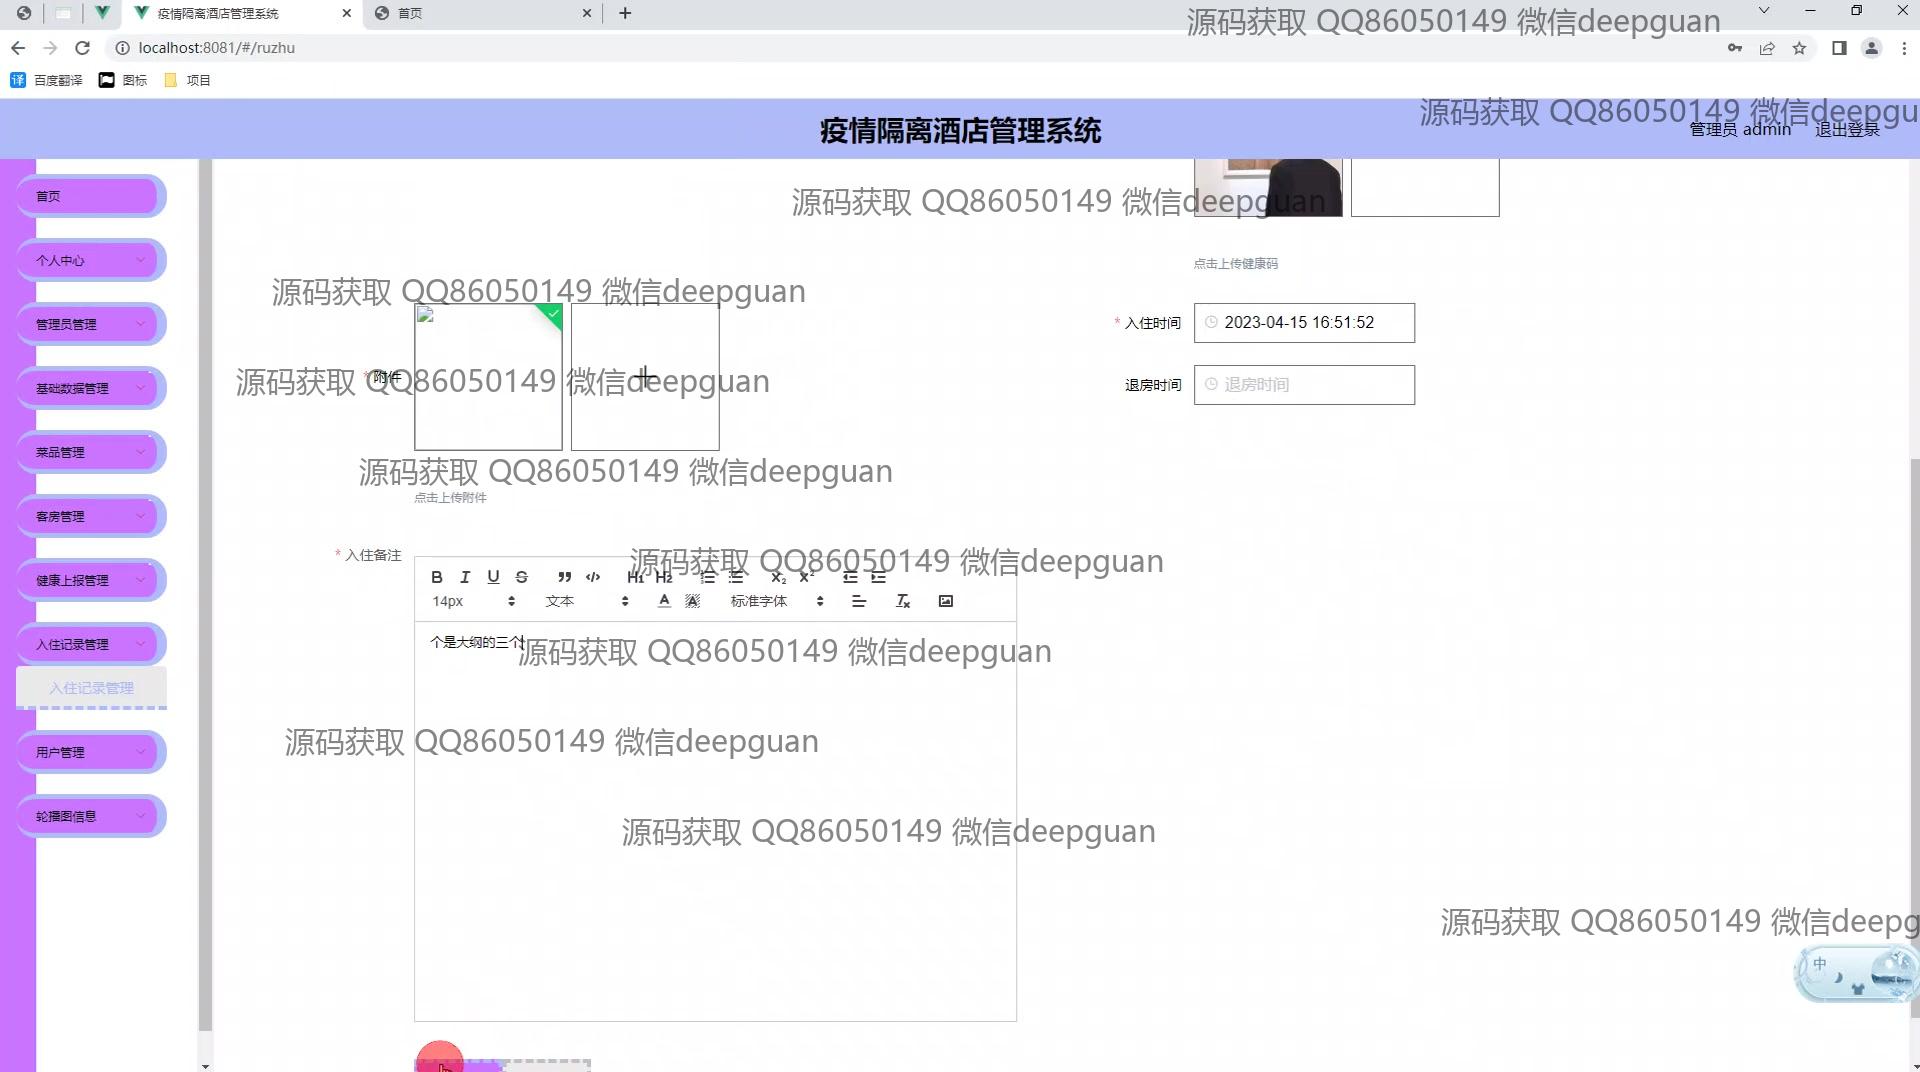 疫情隔离酒店管理系统
首页
源码获取 QQ86050149 微信deepguan
localhost:8081/#/ruzhu
百度翻译
图标
项目
疫情隔离酒店管理系统
源码获取 QQ86050149 微信deepgu
管理员 admin
退出登录
首页
源码获取 QQ86050149 微信deepguan
个人中心
点击上传健康码
源码获取 QQ86050149 微信deepguan
管理员管理
* 入住时间
2023-04-15 16:51:52
* 附件
源码获取 QQ86050149 微信deepguan
基础数据管理
退房时间
退房时间
菜品管理
源码获取 QQ86050149 微信deepguan
点击上传附件
客房管理
* 入住备注
源码获取 QQ86050149 微信deepguan
B I U S H1 H2 X₂ X²
健康上报管理
14px
文本
A
标准字体
入住记录管理
个是大纲的三个
源码获取 QQ86050149 微信deepguan
入住记录管理
用户管理
源码获取 QQ86050149 微信deepguan
轮播图信息
源码获取 QQ86050149 微信deepguan
源码获取 QQ86050149 微信deepg
中